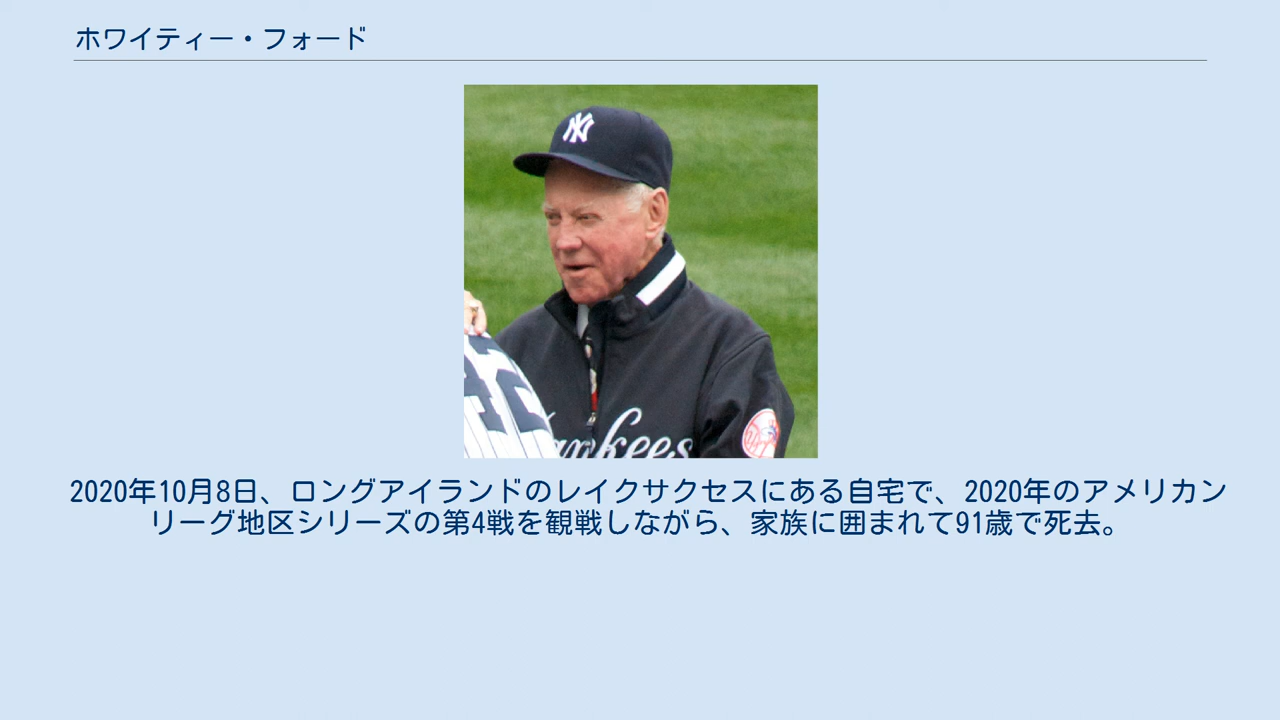 ホワイティー・フォード
NY
Yankees
2020年10月8日、ロングアイランドのレイクサクセスにある自宅で、2020年のアメリカン
リーグ地区シリーズの第4戦を観戦しながら、家族に囲まれて91歳で死去。